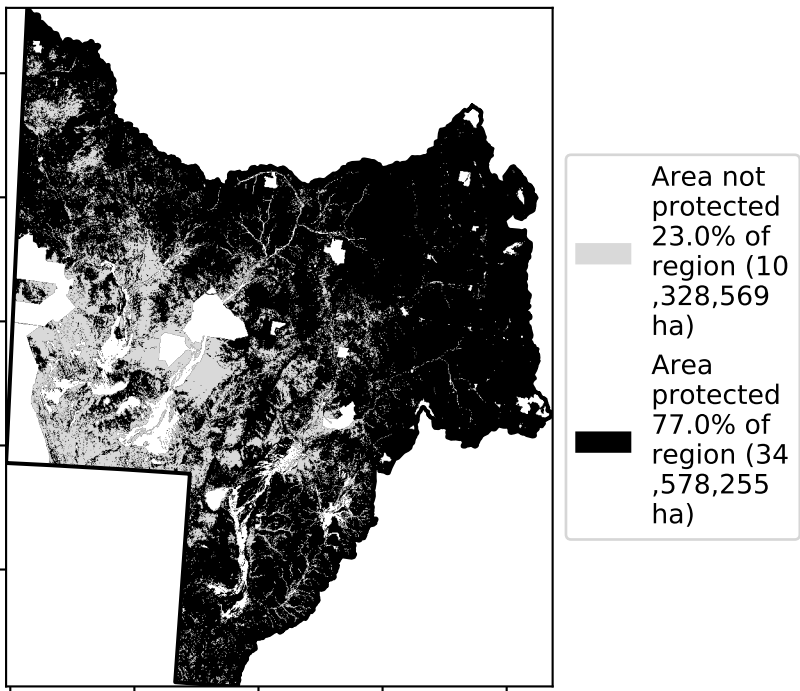 Area not
protected
23.0% of
region (10
,328,569
ha)
Area
protected
77.0% of
region (34
,578,255
ha)